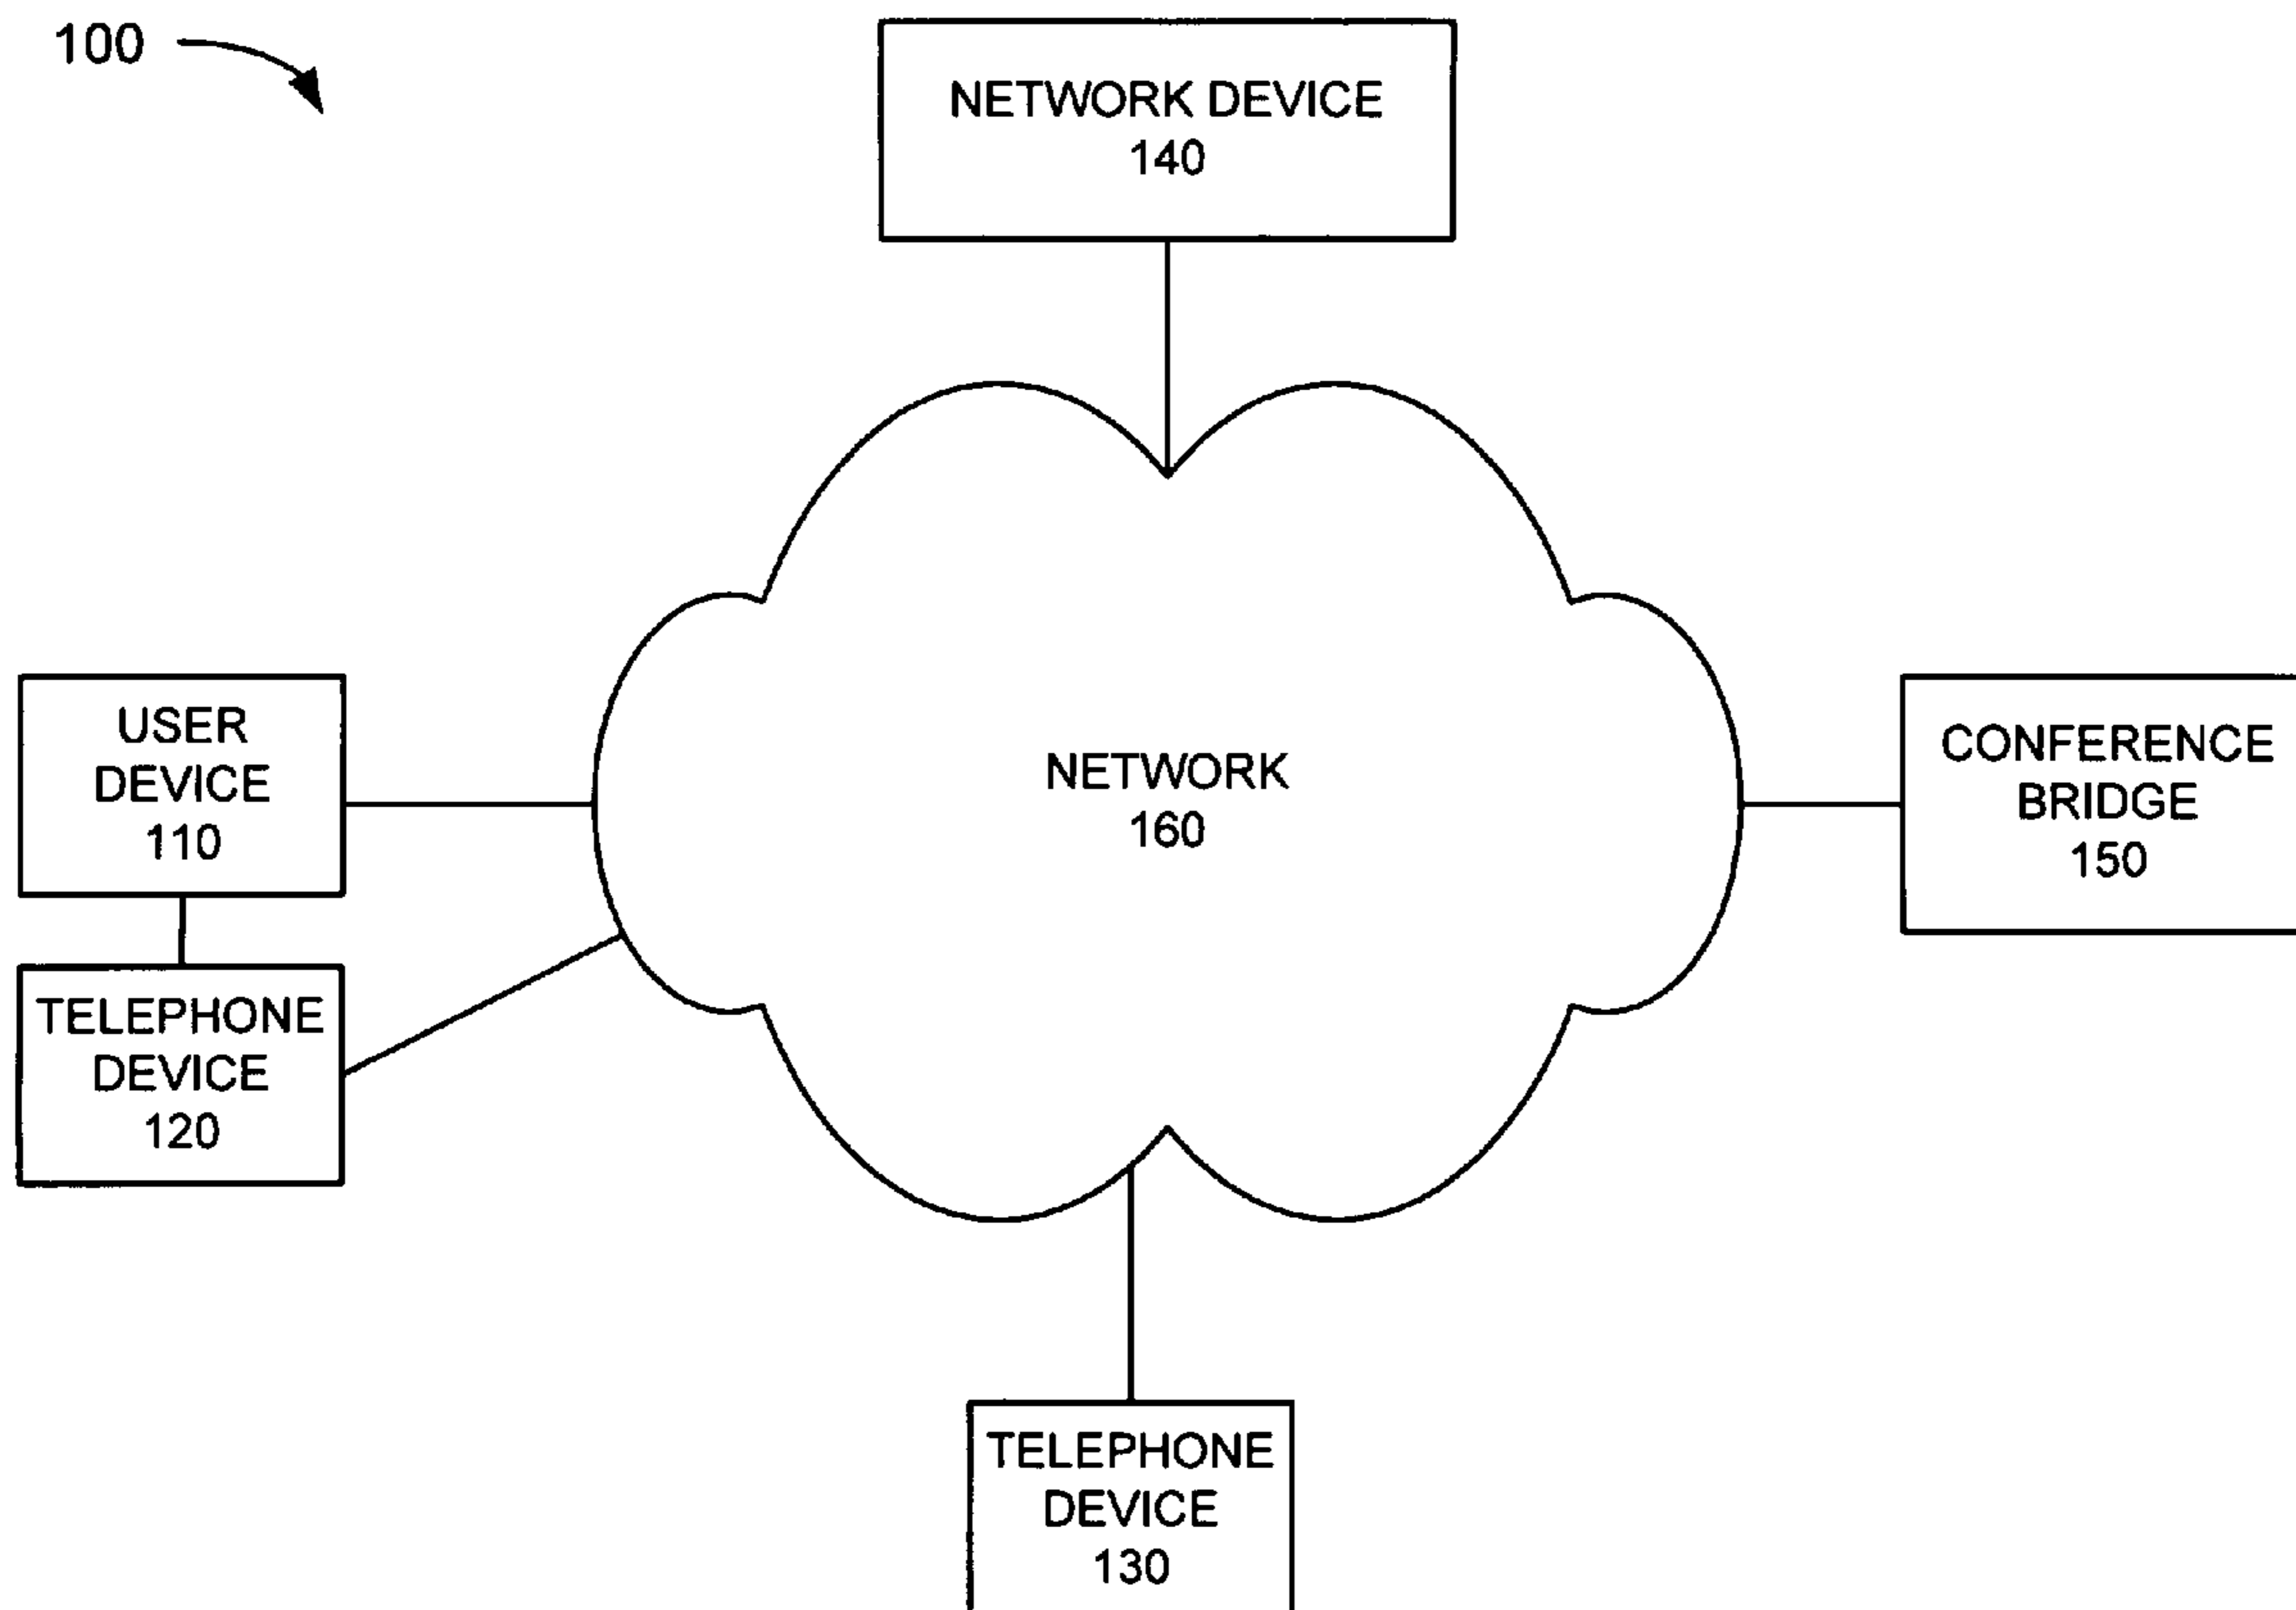 100
NETWORK DEVICE
140
USER
DEVICE
110
NETWORK
160
CONFERENCE
BRIDGE
150
TELEPHONE
DEVICE
120
TELEPHONE
DEVICE
130